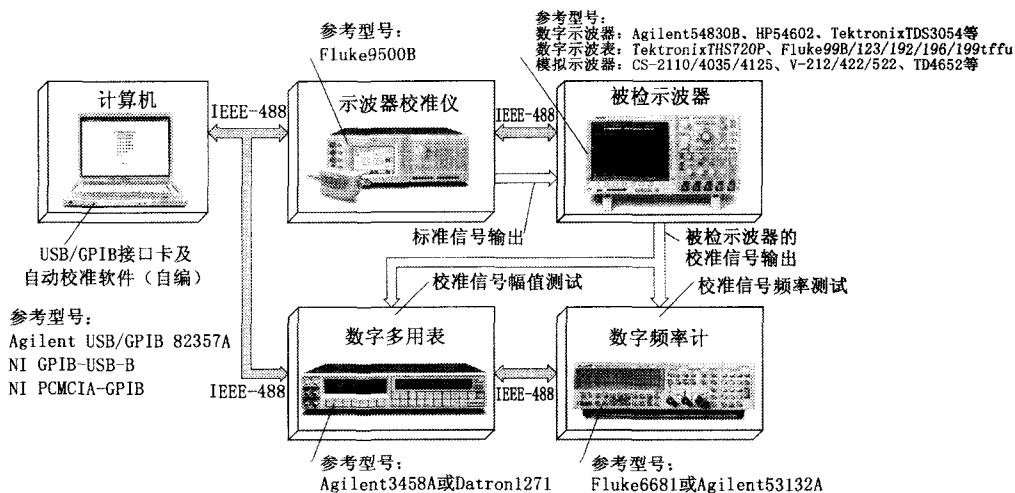 参考型号：
Fluke9500B
参考型号：
数字示波器：Agilent54830B、HP54602、TektronixTDS3054等
数字示波表：TektronixTHS720P、Fluke99B/123/192/196/199tffu
模拟示波器：CS-2110/4035/4125、V-212/422/522、TD4652等
计算机
IEEE-488
示波器校准仪
IEEE-488
被检示波器
USB/GPIB接口卡及
自动校准软件（自编）
标准信号输出
被检示波器的
校准信号输出
校准信号幅值测试
校准信号频率测试
参考型号：
Agilent USB/GPIB 82357A
NI GPIB-USB-B
NI PCMCIA-GPIB
IEEE-488
数字多用表
IEEE-488
数字频率计
参考型号：
Agilent3458A或Datron1271
参考型号：
Fluke6681或Agilent53132A